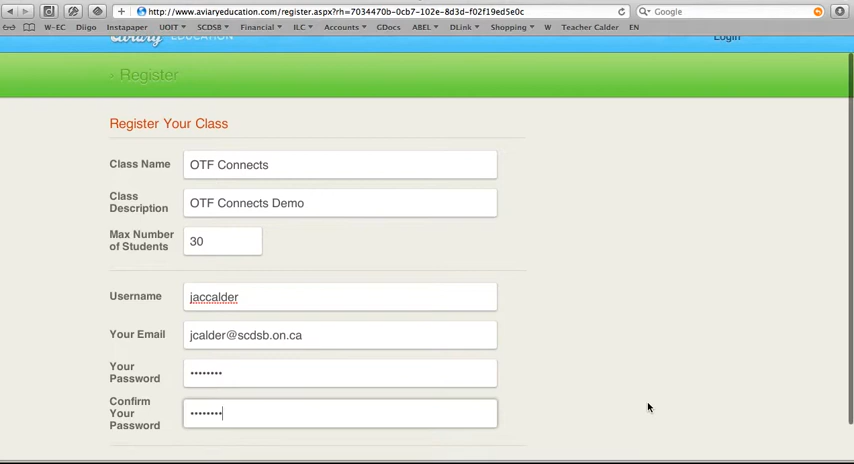 http://www.aviaryeducation.com/register.aspx?rh=7034470b-0cb7-102e-8d3d-f02f19ed5e0c
Google
W-EC Diigo Instapaper UOIT SCDSB Financial ILC Accounts GDocs ABEL DLink Shopping W Teacher Calder EN
aviary EDUCATION Login
› Register
Register Your Class
Class Name OTF Connects
Class
Description
OTF Connects Demo
Max Number
of Students
30
Username jaccalder
Your Email jcalder@scdsb.on.ca
Your
Password
••••••••
Confirm
Your
Password
••••••••